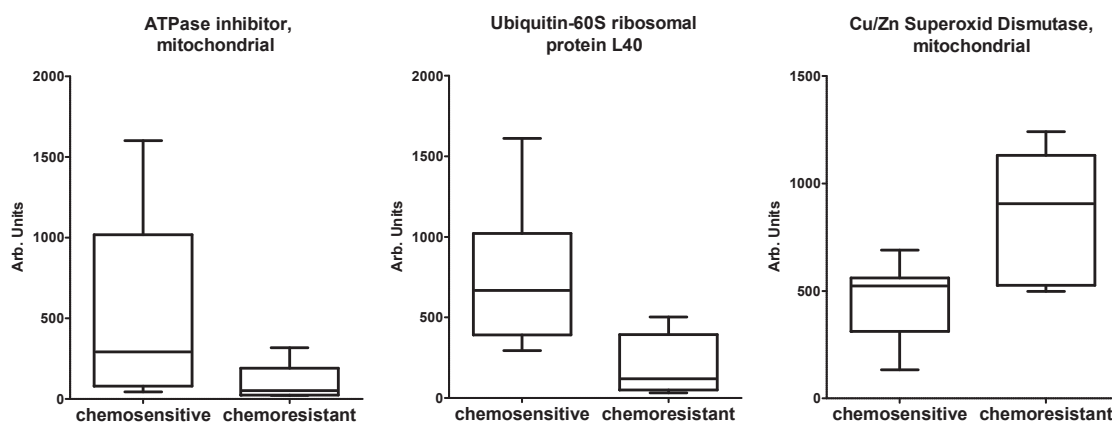 ATPase inhibitor,
mitochondrial
2000
1500
1000
500
0
Arb. Units
chemosensitive chemoresistant
Ubiquitin-60S ribosomal
protein L40
2000
1500
1000
500
0
Arb. Units
chemosensitive chemoresistant
Cu/Zn Superoxid Dismutase,
mitochondrial
1500
1000
500
0
Arb. Units
chemosensitive chemoresistant